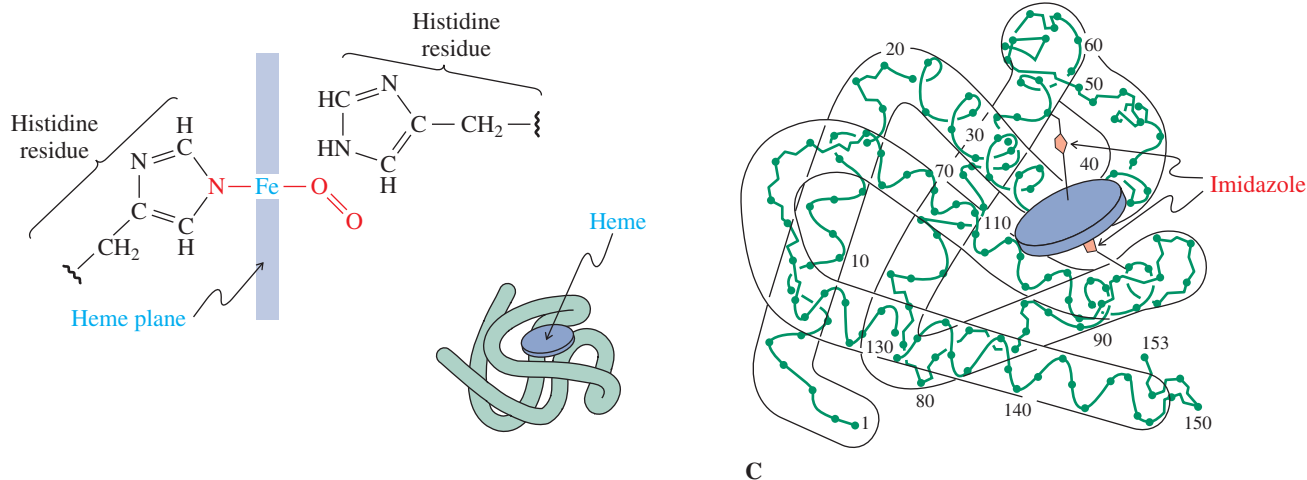 Histidine
residue
Histidine
residue
H
N
N
H
CH2
Fe
O
O
HC
N
HN
H
CH2
Heme plane
Heme
20
60
50
30
40
70
110
10
130
90
153
80
140
1
150
Imidazole
C